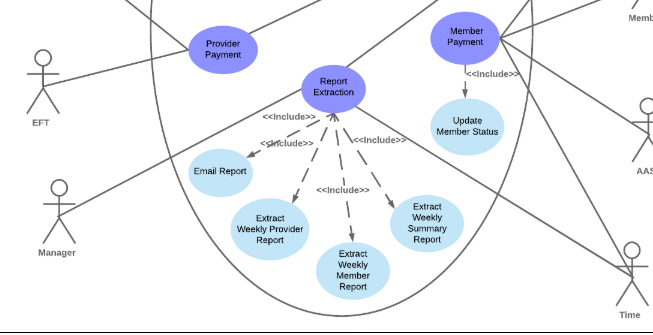 Member
Payment
Provider
Payment
Memb
<<Include>>
Report
Extraction
EFT
<<Include>>
Update
Member Status
<<Include>>
<<Include>>
Email Report
AAS
<<Include>>
Extract
Weekly Provider
Report
Extract
Weekly
Summary
Report
Manager
Extract
Weekly
Member
Report
Time